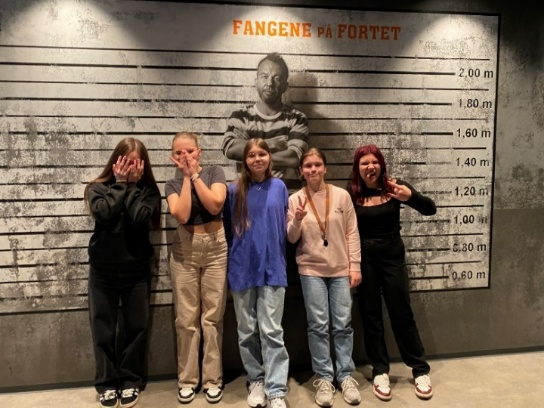 FANGENE PÅ FORTET
2,00 m
1,80 m
1,60 m
1,40 m
1,20 m
1,00 m
0,80 m
0,60 m